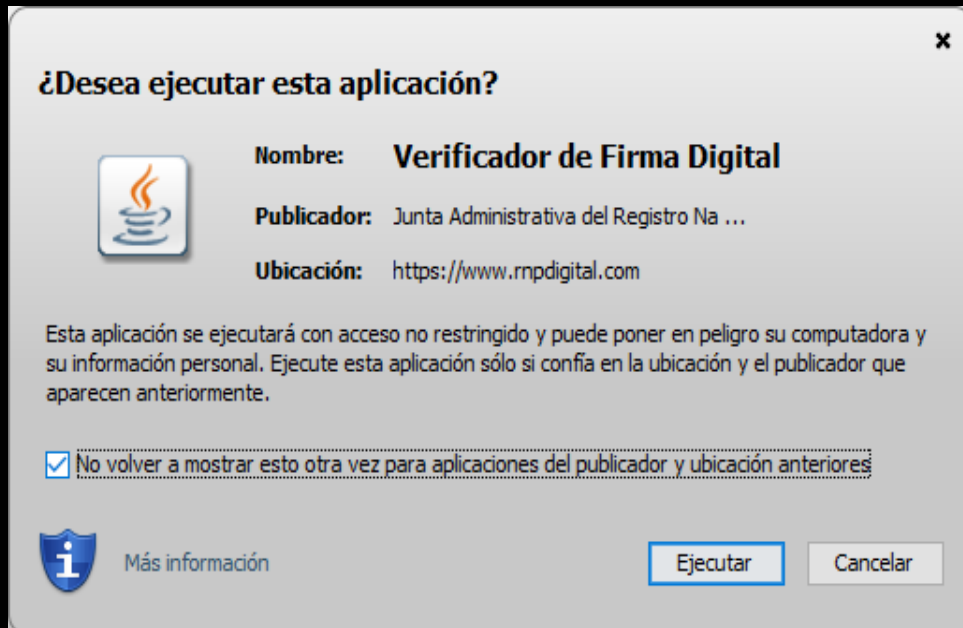 ¿Desea ejecutar esta aplicación?
Nombre: Verificador de Firma Digital
Publicador: Junta Administrativa del Registro Na ...
Ubicación: https://www.rnpdigital.com
Esta aplicación se ejecutará con acceso no restringido y puede poner en peligro su computadora y
su información personal. Ejecute esta aplicación sólo si confía en la ubicación y el publicador que
aparecen anteriormente.
No volver a mostrar esto otra vez para aplicaciones del publicador y ubicación anteriores
Más información
Ejecutar
Cancelar